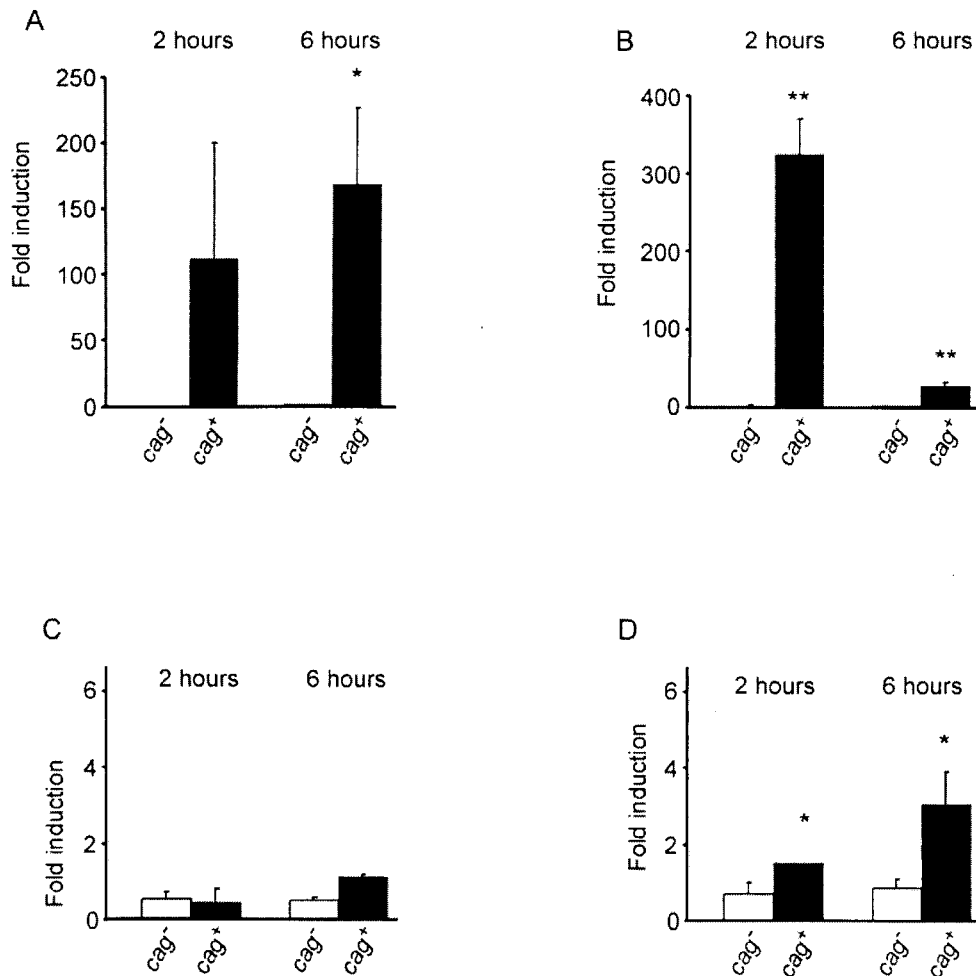 A
2 hours 6 hours
*
250
200
150
100
50
0
Fold induction
cag- cag+ cag- cag+
B
2 hours 6 hours
**
**
400
300
200
100
0
Fold induction
cag- cag+ cag- cag+
C
2 hours 6 hours
6
4
2
0
Fold induction
cag- cag+ cag- cag+
D
2 hours 6 hours
*
*
6
4
2
0
Fold induction
cag- cag+ cag- cag+